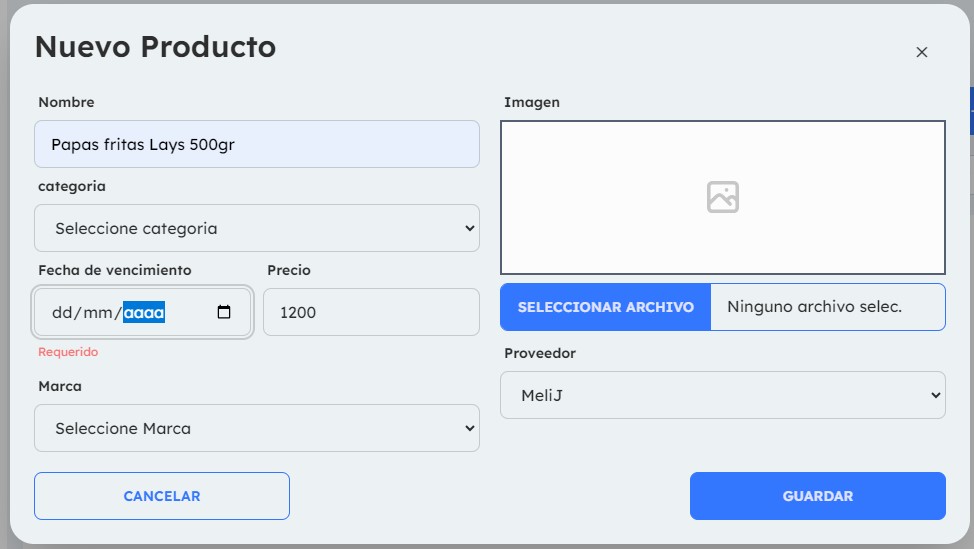 Nuevo Producto
Nombre
Papas fritas Lays 500gr
categoria
Seleccione categoria
Fecha de vencimiento
Precio
dd/mm/aaaa
1200
Requerido
Marca
Seleccione Marca
Imagen
SELECCIONAR ARCHIVO
Ninguno archivo selec.
Proveedor
MeliJ
CANCELAR
GUARDAR